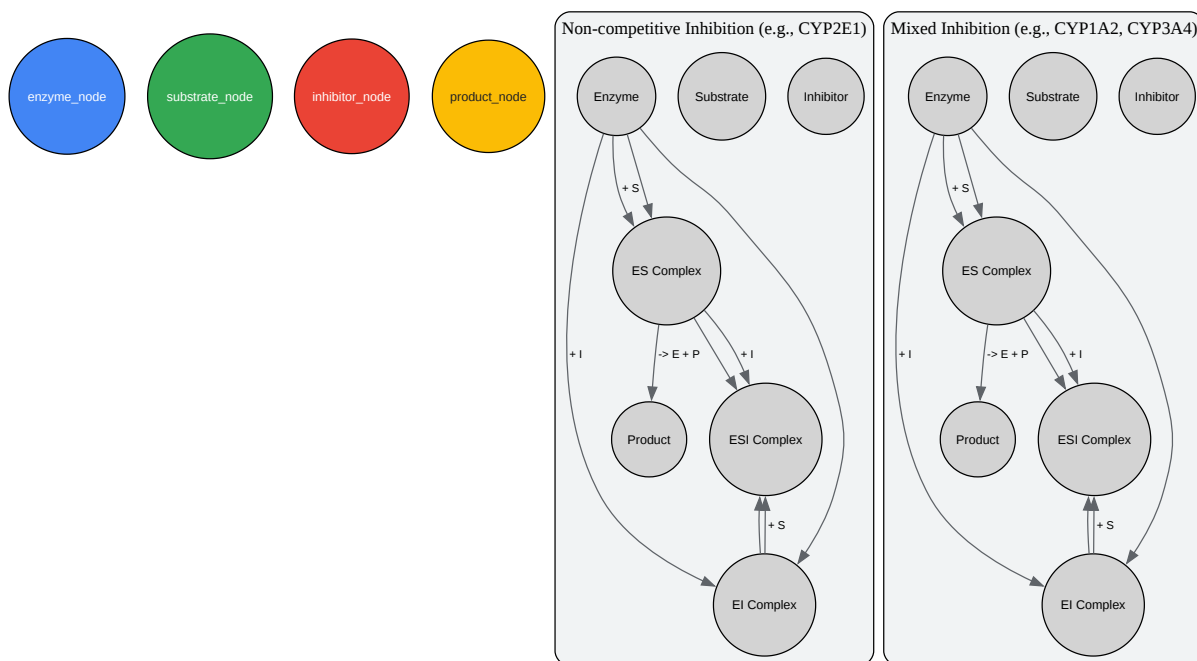 enzyme_node
substrate_node
inhibitor_node
product_node
Non-competitive Inhibition (e.g., CYP2E1)
Enzyme
Substrate
Inhibitor
+ S
ES Complex
+ I
-> E + P
+ I
Product
ESI Complex
+ S
EI Complex
Mixed Inhibition (e.g., CYP1A2, CYP3A4)
Enzyme
Substrate
Inhibitor
+ S
ES Complex
+ I
-> E + P
+ I
Product
ESI Complex
+ S
EI Complex